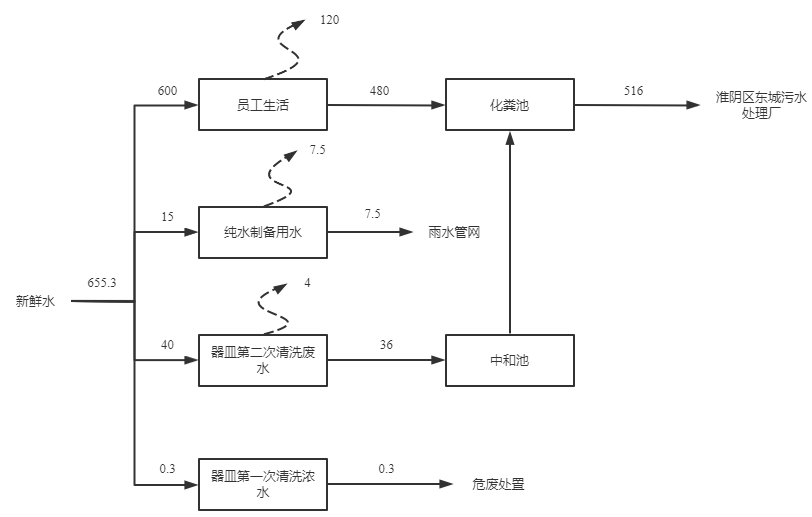 120
600
员工生活
480
化粪池
516
淮阴区东城污水
处理厂
7.5
15
纯水制备用水
7.5
雨水管网
新鲜水
655.3
4
40
器皿第二次清洗废
水
36
中和池
0.3
器皿第一次清洗浓
水
0.3
危废处置